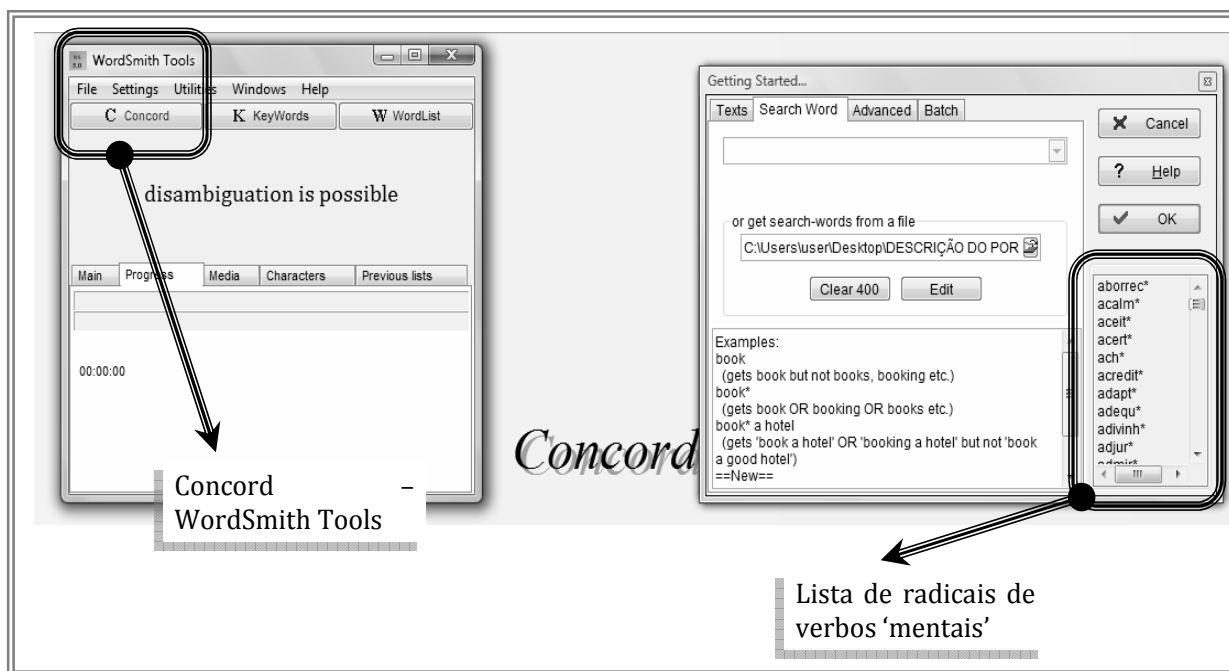 WS
5.0
WordSmith Tools
File Settings Utilities Windows Help
C Concord
K KeyWords
W WordList
disambiguation is possible
Main Progress Media Characters Previous lists
00:00:00
Concord –
WordSmith Tools
Concord
Getting Started...
Texts Search Word Advanced Batch
or get search-words from a file
C:\Users\user\Desktop\DESCRIÇÃO DO POR
Clear 400
Edit
Examples:
book
(gets book but not books, booking etc.)
book*
(gets book OR booking OR books etc.)
book* a hotel
(gets 'book a hotel' OR 'booking a hotel' but not 'book
a good hotel')
==New==
Cancel
? Help
OK
aborrec*
acalm*
aceit*
acert*
ach*
acredit*
adapt*
adequ*
adivinh*
adjur*
admir*
Lista de radicais de
verbos ‘mentais’